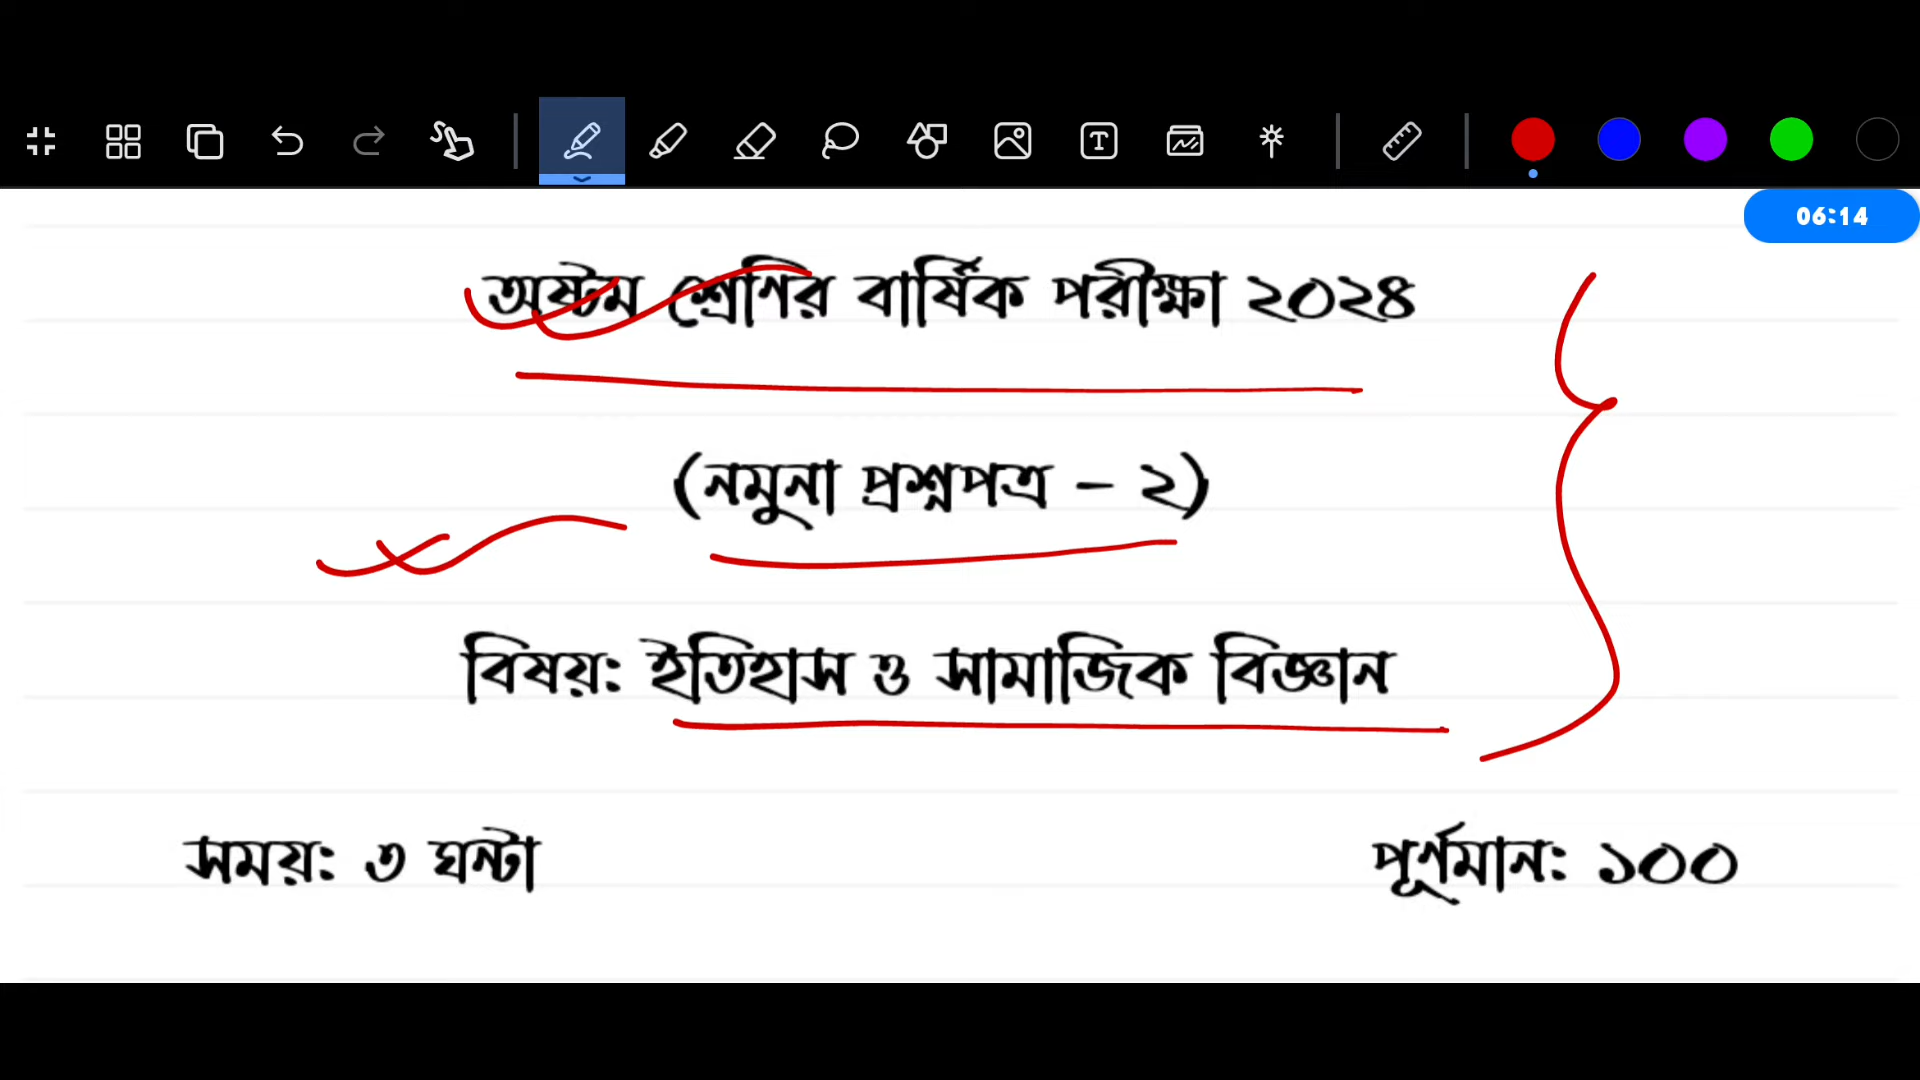 06:14
অষ্টম শ্রেণির বার্ষিক পরীক্ষা ২০২৪
(নমুনা প্রশ্নপত্র – ২)
বিষয়: ইতিহাস ও সামাজিক বিজ্ঞান
সময়: ৩ ঘন্টা পূর্ণমান: ১০০